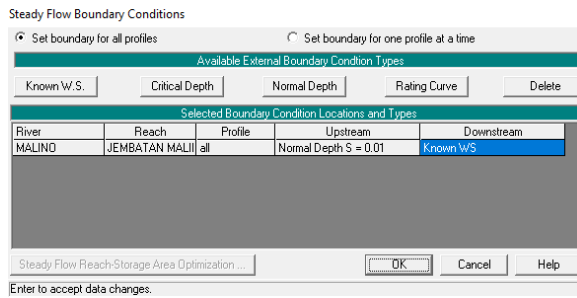 Steady Flow Boundary Conditions
Set boundary for all profiles Set boundary for one profile at a time
Available External Boundary Condtion Types
Known W.S. Critical Depth Normal Depth Rating Curve Delete
Selected Boundary Condition Locations and Types
River Reach Profile Upstream Downstream
MALINO JEMBATAN MALII all Normal Depth S = 0.01 Known WS
Steady Flow Reach-Storage Area Optimization ... OK Cancel Help
Enter to accept data changes.